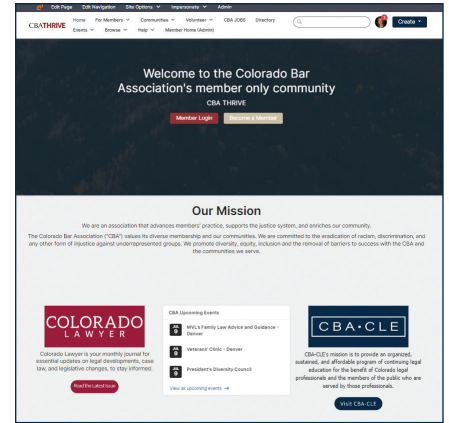 Edit Page Edit Navigation Site Options Impersonate Admin
CBATHRIVE
Home For Members Communities Volunteer CBA JOBS Directory
Events Browse Help Member Home (Admin)
Create
Welcome to the Colorado Bar
Association's member only community
CBA THRIVE
Member Login Become a Member
Our Mission
We are an association that advances members' practice, supports the justice system, and enriches our community.
The Colorado Bar Association ("CBA") values its diverse membership and our communities. We are committed to the eradication of racism, discrimination, and
any other form of injustice against underrepresented groups. We promote diversity, equity, inclusion and the removal of barriers to success with the CBA and
the communities we serve.
COLORADO
LAWYER
Colorado Lawyer is your monthly journal for
essential updates on legal developments, case
law, and legislative changes, to stay informed.
Read the Latest Issue
CBA Upcoming Events
JUL
9
MVL's Family Law Advice and Guidance -
Denver
JUL
9
Veterans' Clinic - Denver
JUL
9
President's Diversity Council
View all upcoming events →
CBA•CLE
CBA-CLE's mission is to provide an organized,
sustained, and affordable program of continuing legal
education for the benefit of Colorado legal
professionals and the members of the public who are
served by those professionals.
Visit CBA-CLE